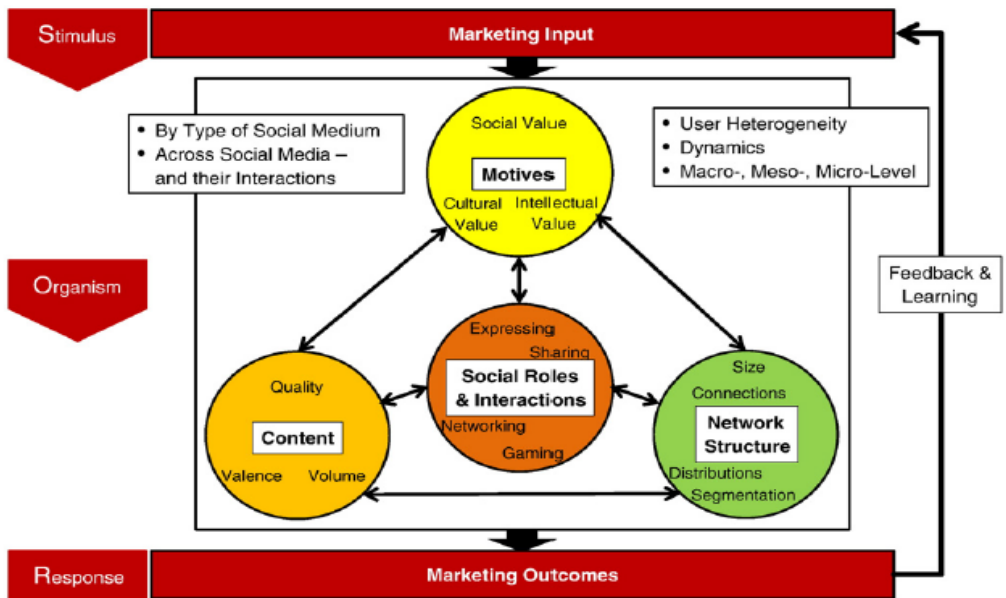 Stimulus
Marketing Input
• By Type of Social Medium
• Across Social Media –
and their Interactions
Social Value
Motives
Cultural
Value
Intellectual
Value
• User Heterogeneity
• Dynamics
• Macro-, Meso-, Micro-Level
Feedback &
Learning
Organism
Expressing
Sharing
Social Roles
& Interactions
Networking
Gaming
Quality
Content
Valence
Volume
Size
Connections
Network
Structure
Distributions
Segmentation
Response
Marketing Outcomes